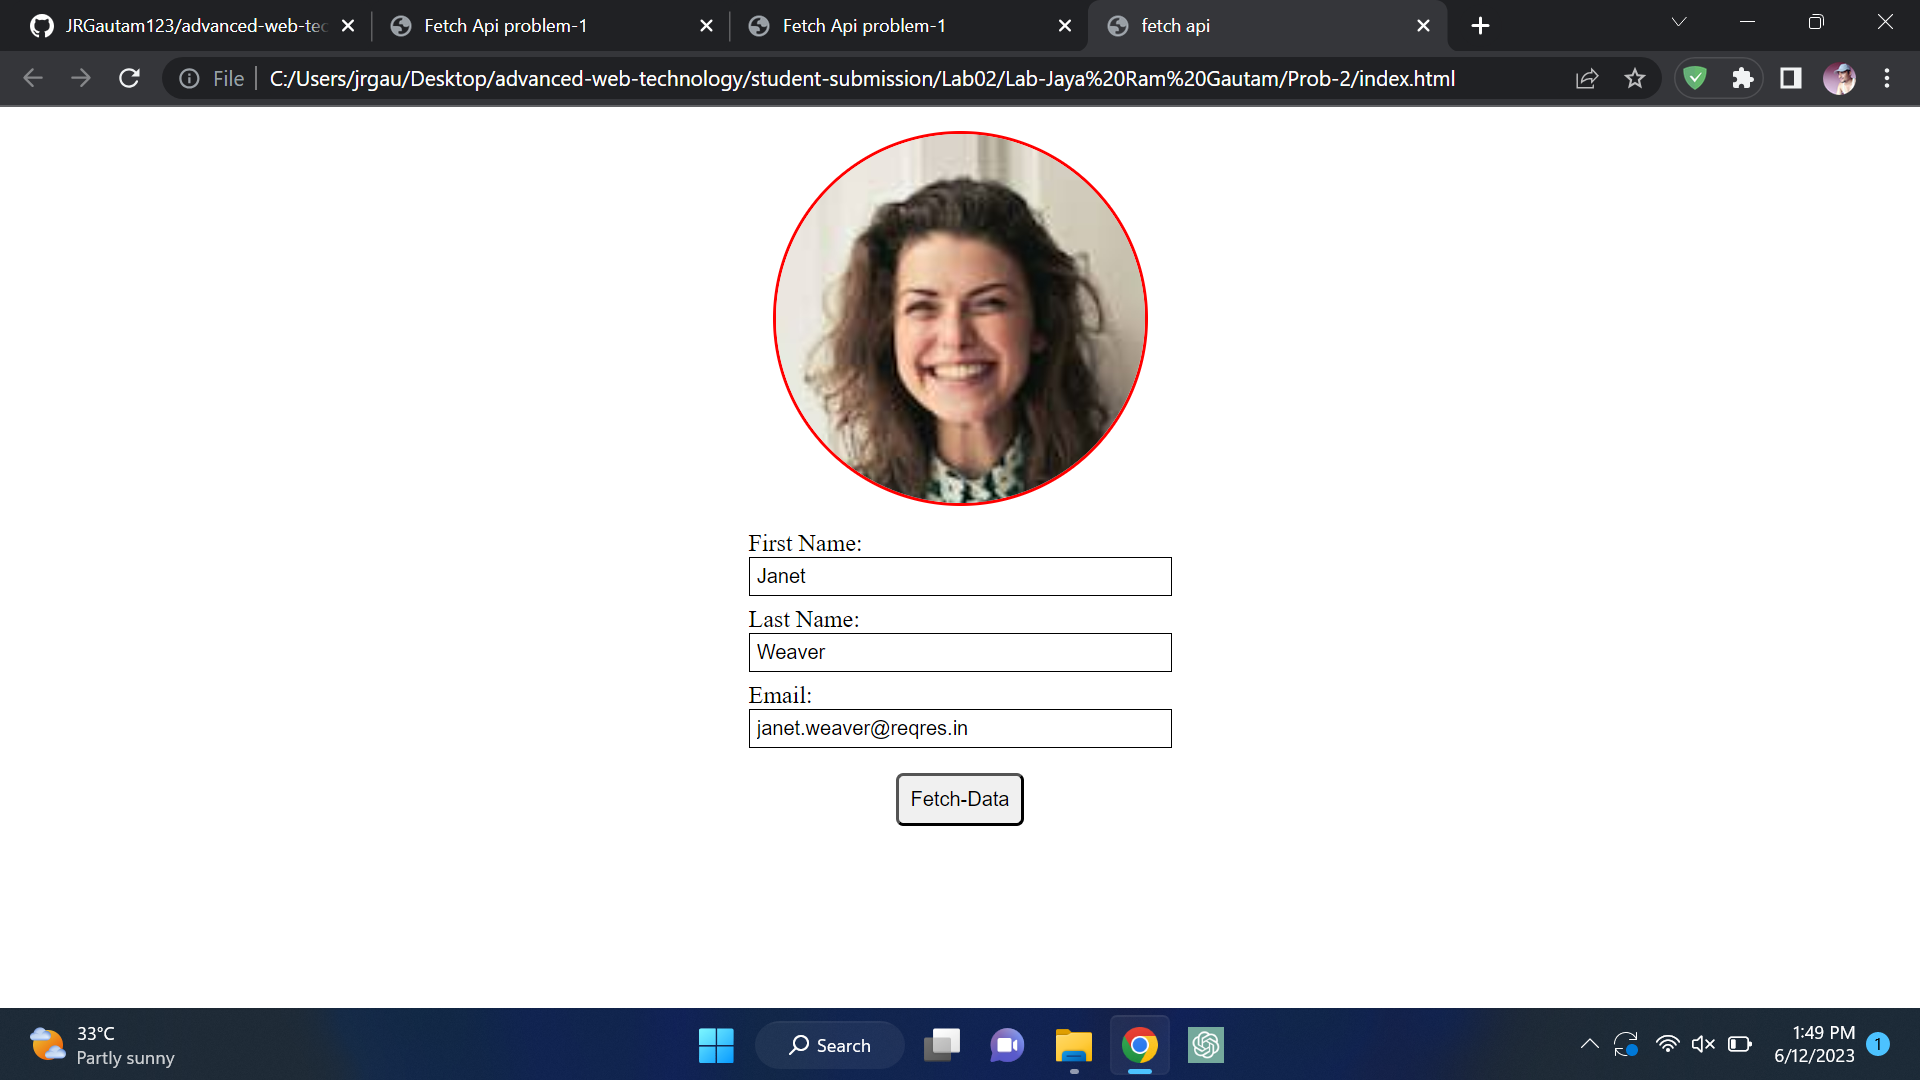 JRGautam123/advanced-web-tec
Fetch Api problem-1
Fetch Api problem-1
fetch api
File
C:/Users/jrgau/Desktop/advanced-web-technology/student-submission/Lab02/Lab-Jaya%20Ram%20Gautam/Prob-2/index.html
First Name:
Janet
Last Name:
Weaver
Email:
janet.weaver@reqres.in
Fetch-Data
33°C
Partly sunny
Search
1:49 PM
6/12/2023
1